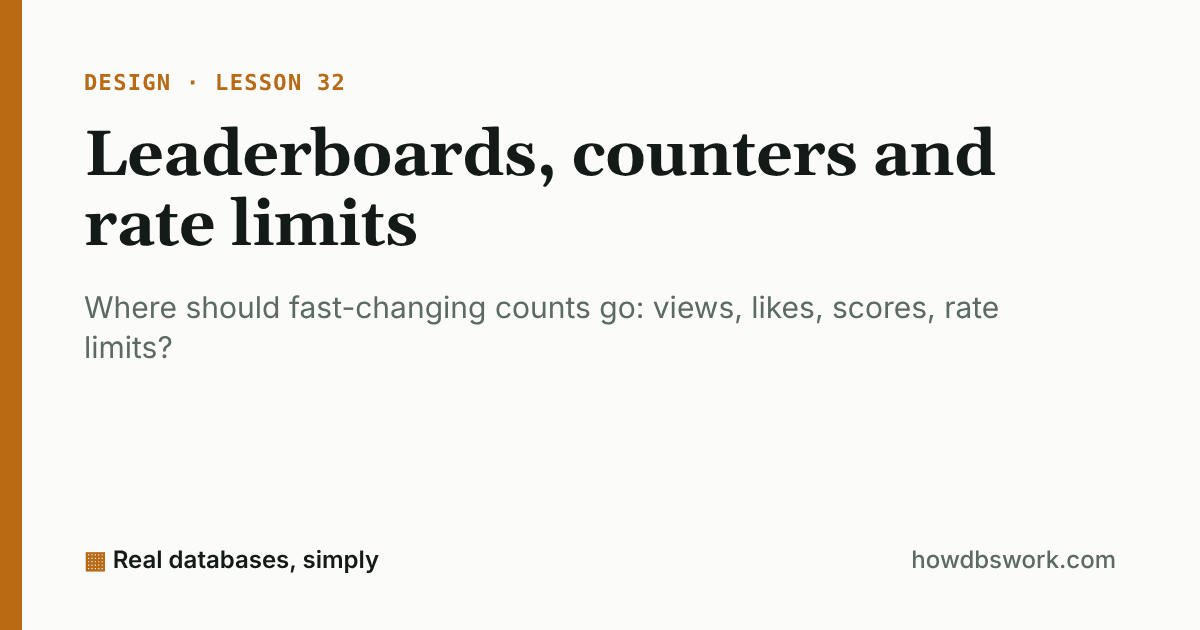 DESIGN · LESSON 32
Leaderboards, counters and
rate limits
Where should fast-changing counts go: views, likes, scores, rate
limits?
▦ Real databases, simply
howdbswork.com